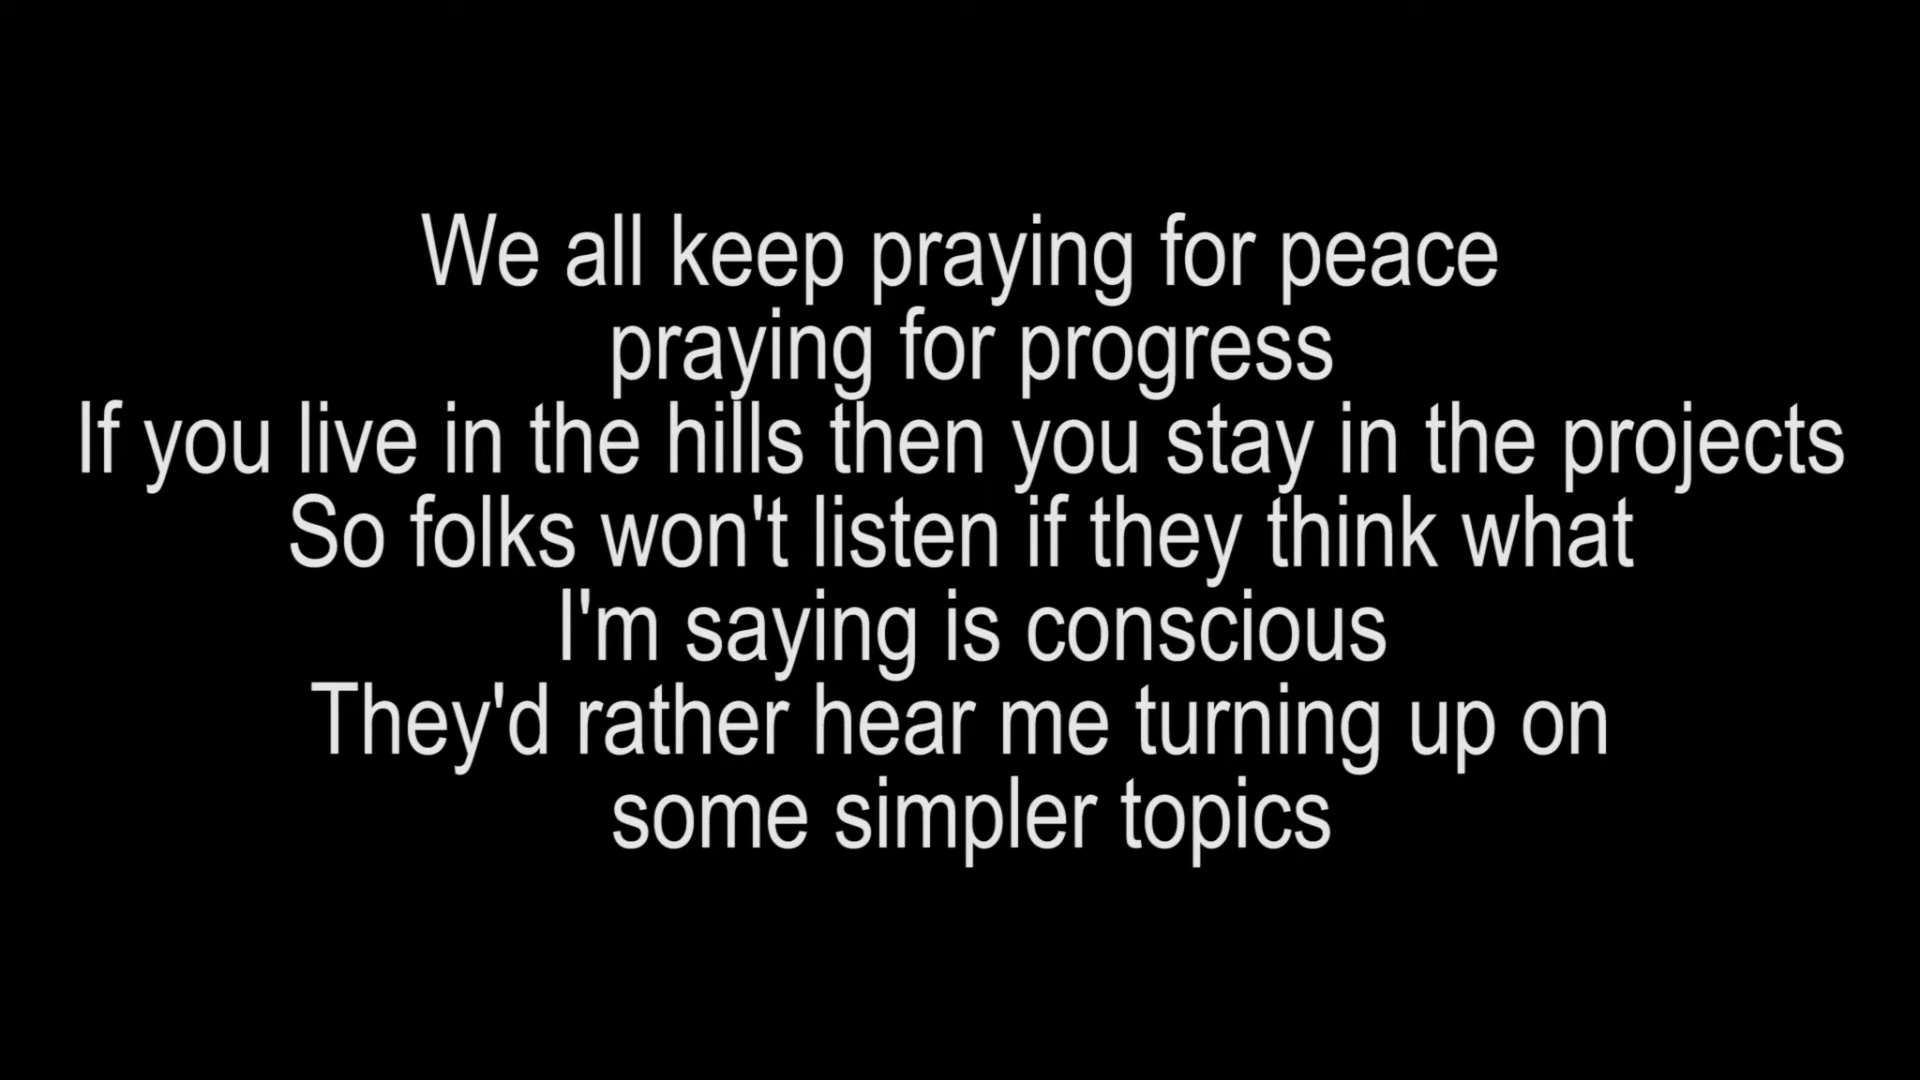 We all keep praying for peace
praying for progress
If you live in the hills then you stay in the projects
So folks won't listen if they think what
I'm saying is conscious
They'd rather hear me turning up on
some simpler topics